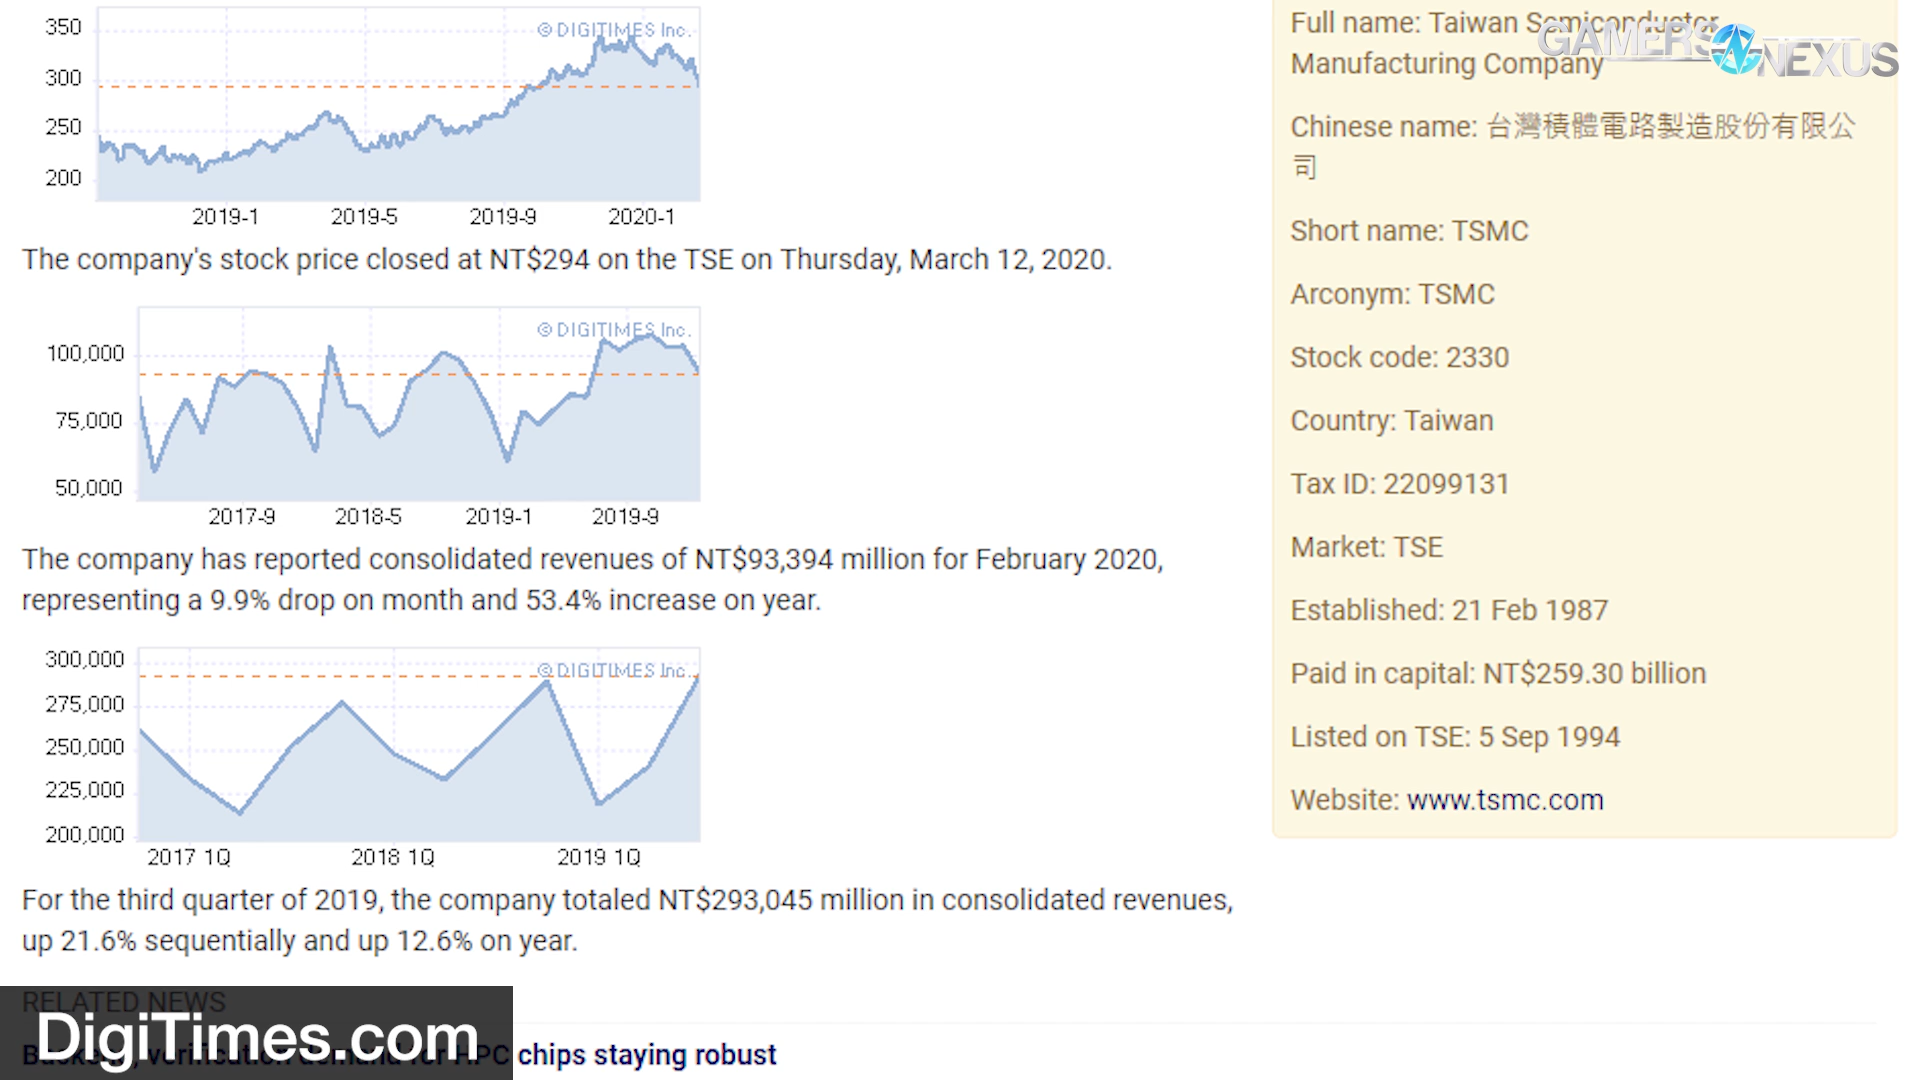 350
300
250
200
© DIGITIMES Inc.
2019-1 2019-5 2019-9 2020-1
The company's stock price closed at NT$294 on the TSE on Thursday, March 12, 2020.
100,000
75,000
50,000
© DIGITIMES Inc.
2017-9 2018-5 2019-1 2019-9
The company has reported consolidated revenues of NT$93,394 million for February 2020,
representing a 9.9% drop on month and 53.4% increase on year.
300,000
275,000
250,000
225,000
200,000
© DIGITIMES Inc.
2017 1Q 2018 1Q 2019 1Q
For the third quarter of 2019, the company totaled NT$293,045 million in consolidated revenues,
up 21.6% sequentially and up 12.6% on year.
RELATED NEWS
DigiTimes.com
verification demand for HPC chips staying robust
GAMERS NEXUS
Full name: Taiwan Semiconductor
Manufacturing Company
Chinese name: 台灣積體電路製造股份有限公
司
Short name: TSMC
Arconym: TSMC
Stock code: 2330
Country: Taiwan
Tax ID: 22099131
Market: TSE
Established: 21 Feb 1987
Paid in capital: NT$259.30 billion
Listed on TSE: 5 Sep 1994
Website: www.tsmc.com